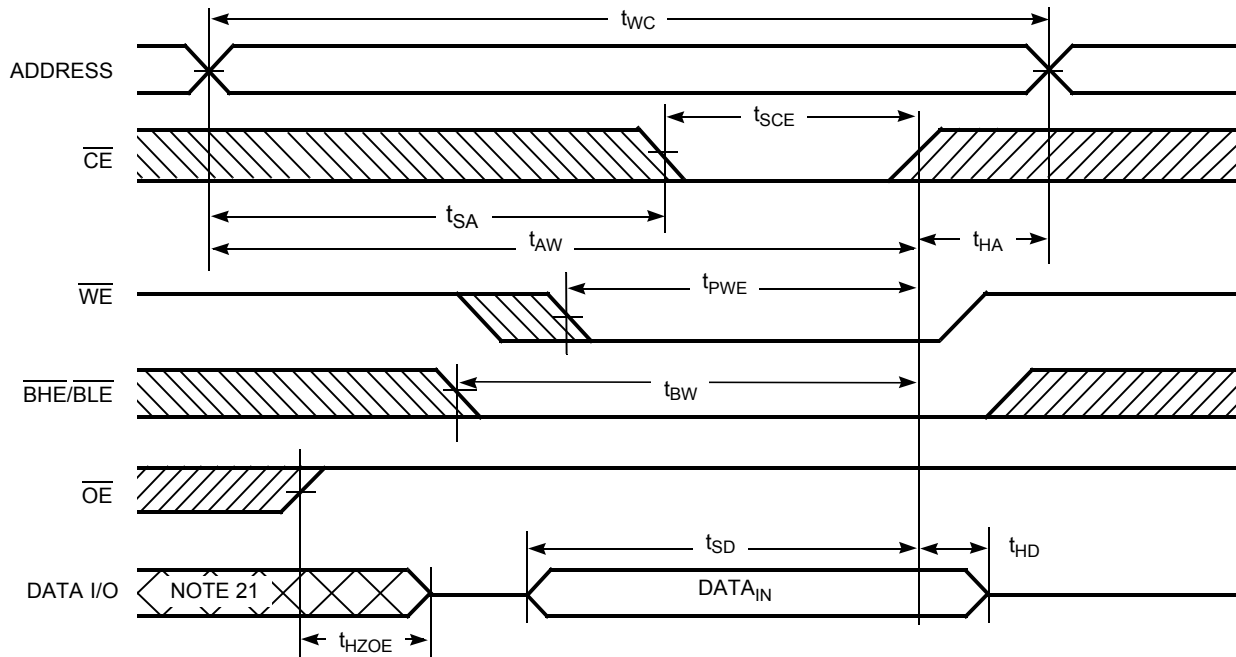 tWC
ADDRESS
tSCE
CE
tSA
tAW
tHA
WE
tPWE
BHE/BLE
tBW
OE
tSD
tHD
DATA I/O
NOTE 21
DATAIN
tHZOE